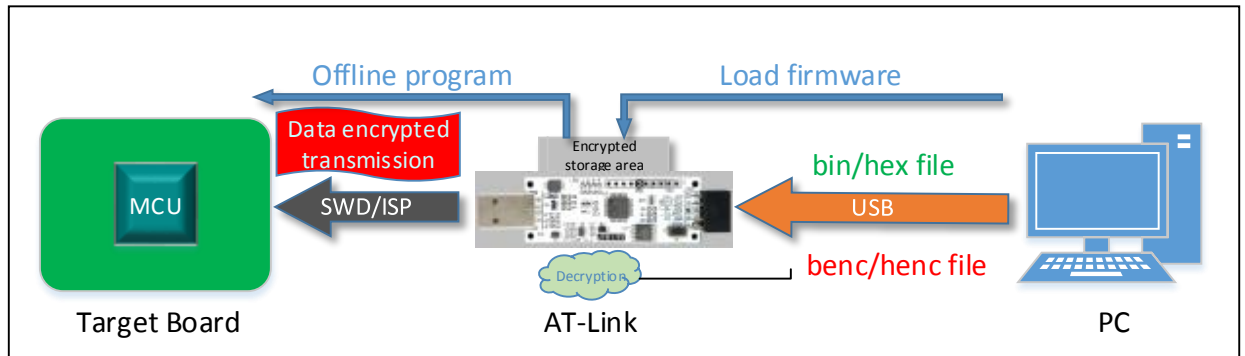 Offline program
Load firmware
Data encrypted
transmission
Encrypted
storage area
bin/hex file
MCU
SWD/ISP
USB
Decryption
benc/henc file
Target Board
AT-Link
PC